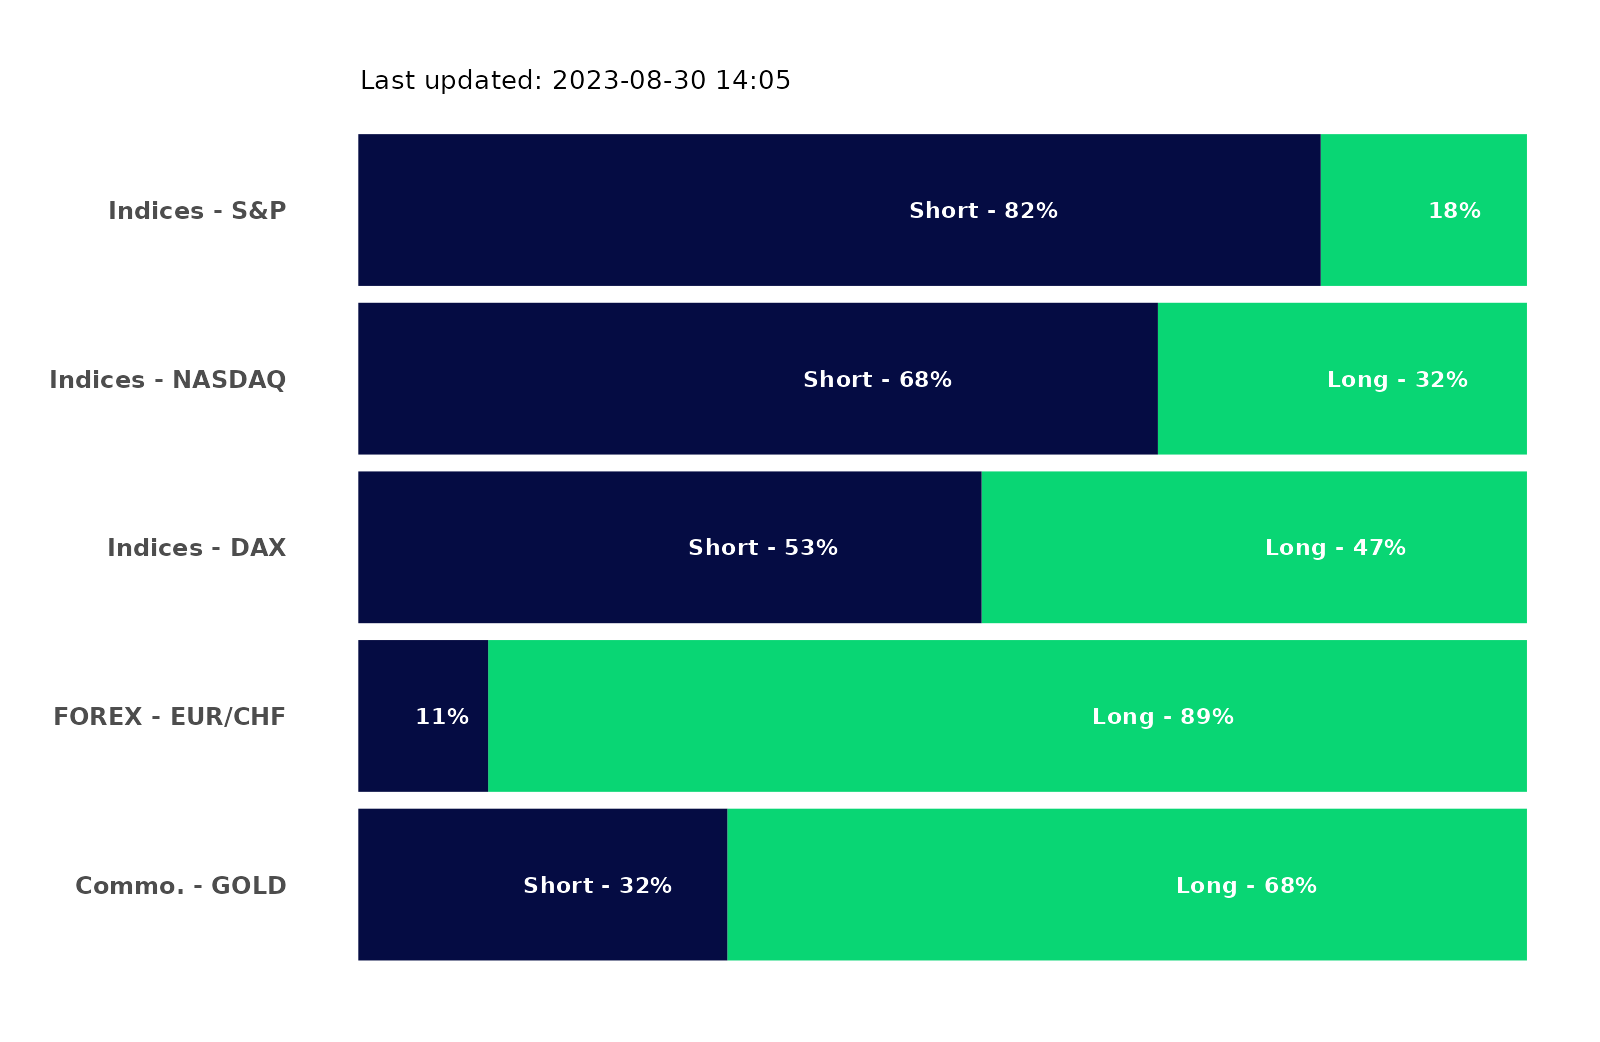 Last updated: 2023-08-30 14:05
Indices - S&P Short - 82% 18%
Indices - NASDAQ Short - 68% Long - 32%
Indices - DAX Short - 53% Long - 47%
FOREX - EUR/CHF 11% Long - 89%
Commo. - GOLD Short - 32% Long - 68%